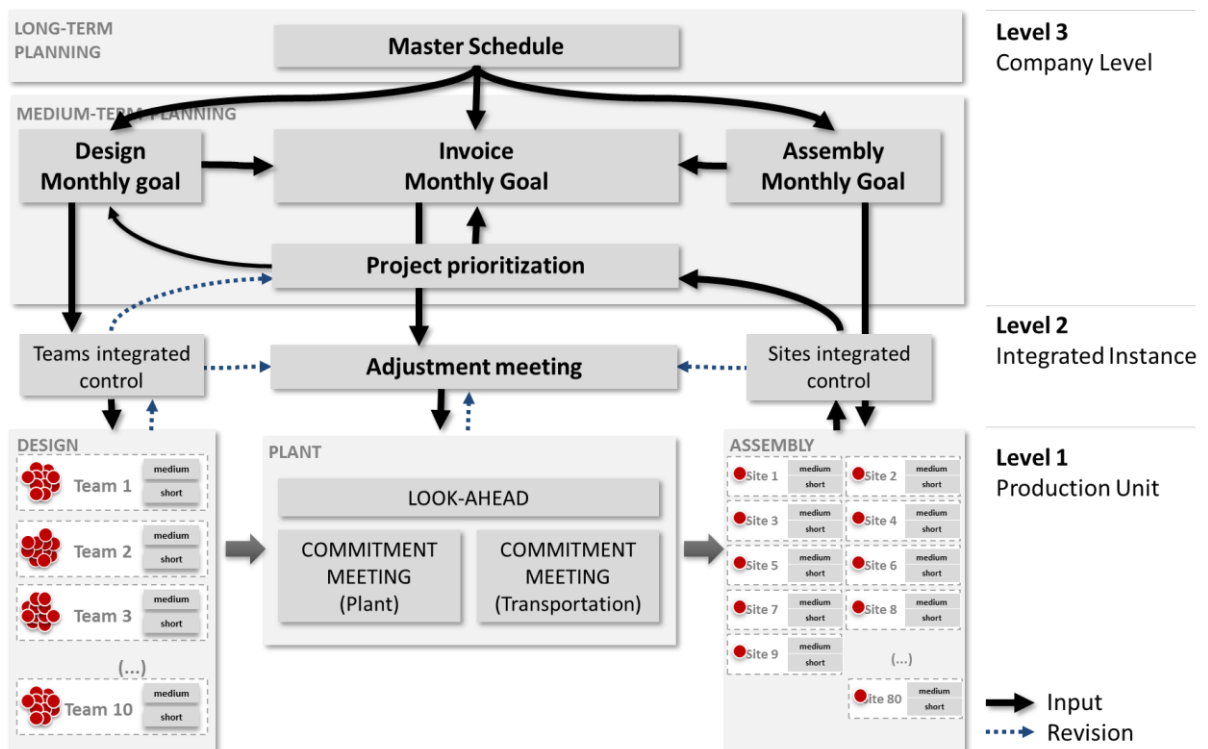 LONG-TERM
PLANNING
Master Schedule
Level 3
Company Level
MEDIUM-TERM-PLANNING
Design
Monthly goal
Invoice
Monthly Goal
Assembly
Monthly Goal
Project prioritization
Level 2
Integrated Instance
Teams integrated
control
Adjustment meeting
Sites integrated
control
Level 1
Production Unit
DESIGN
Team 1
medium
short
Team 2
medium
short
Team 3
medium
short
(...)
Team 10
medium
short
PLANT
LOOK-AHEAD
COMMITMENT
MEETING
(Plant)
COMMITMENT
MEETING
(Transportation)
ASSEMBLY
Site 1
medium
short
Site 2
medium
short
Site 3
medium
short
Site 4
medium
short
Site 5
medium
short
Site 6
medium
short
Site 7
medium
short
Site 8
medium
short
Site 9
medium
short
(...)
Site 80
medium
short
Input
Revision